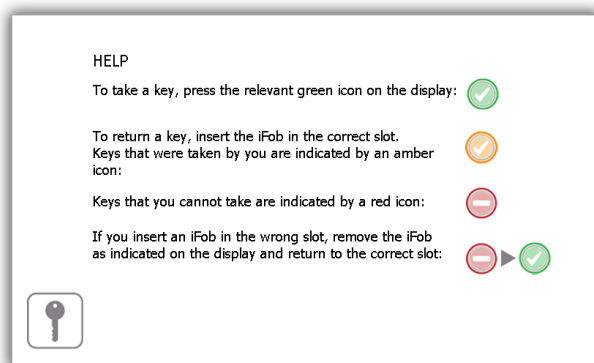 HELP
To take a key, press the relevant green icon on the display:
To return a key, insert the iFob in the correct slot.
Keys that were taken by you are indicated by an amber
icon:
Keys that you cannot take are indicated by a red icon:
If you insert an iFob in the wrong slot, remove the iFob
as indicated on the display and return to the correct slot: